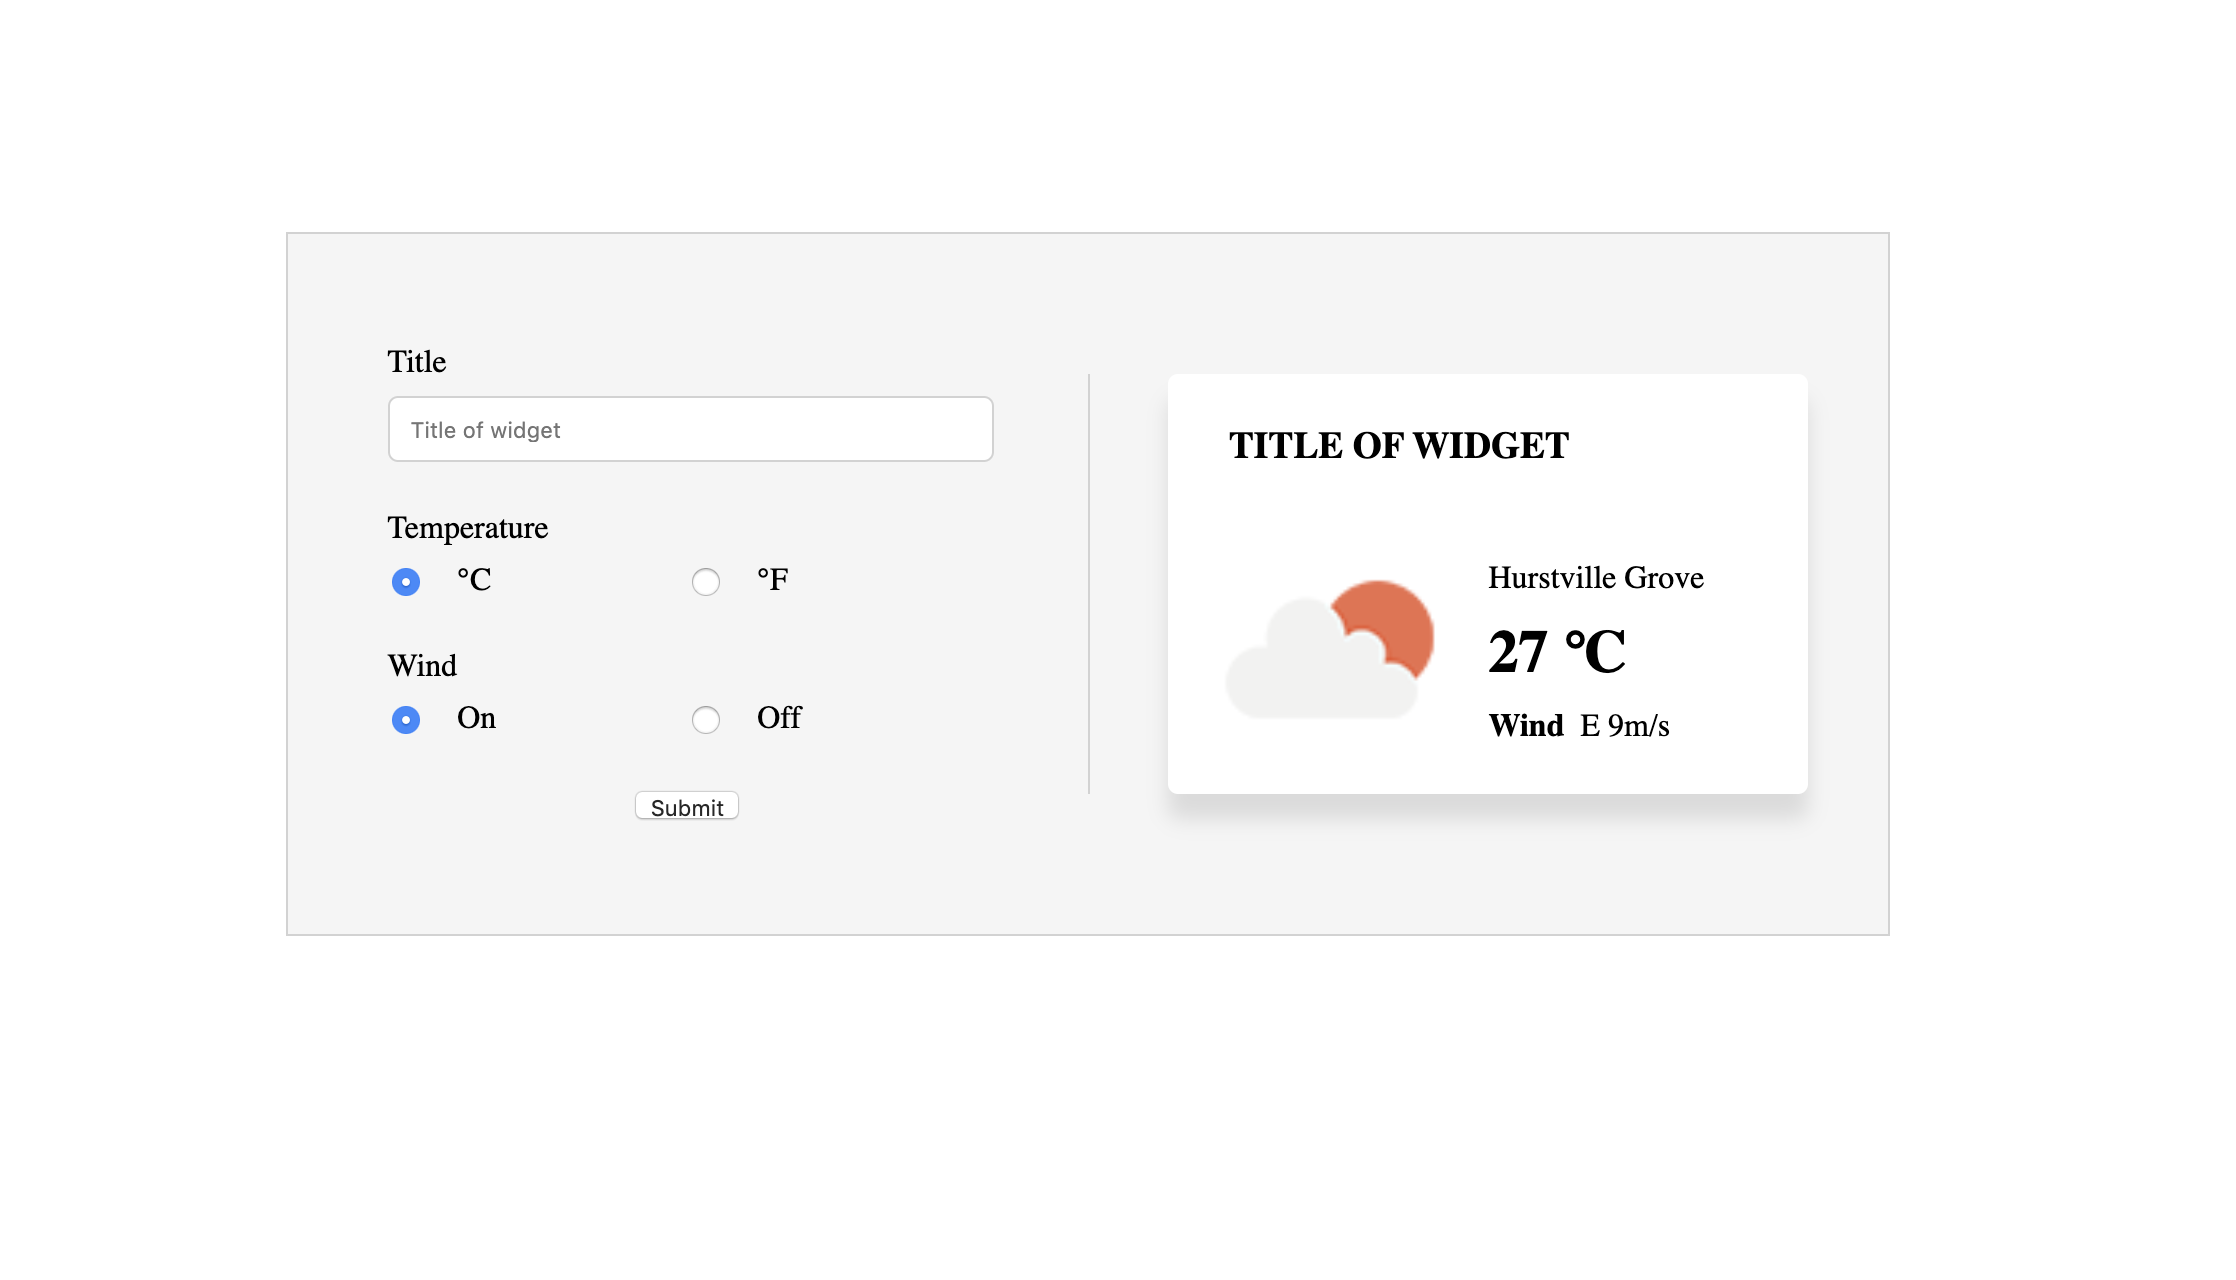 Title
Title of widget
Temperature
°C °F
Wind
On Off
Submit
TITLE OF WIDGET
Hurstville Grove
27 °C
Wind E 9m/s